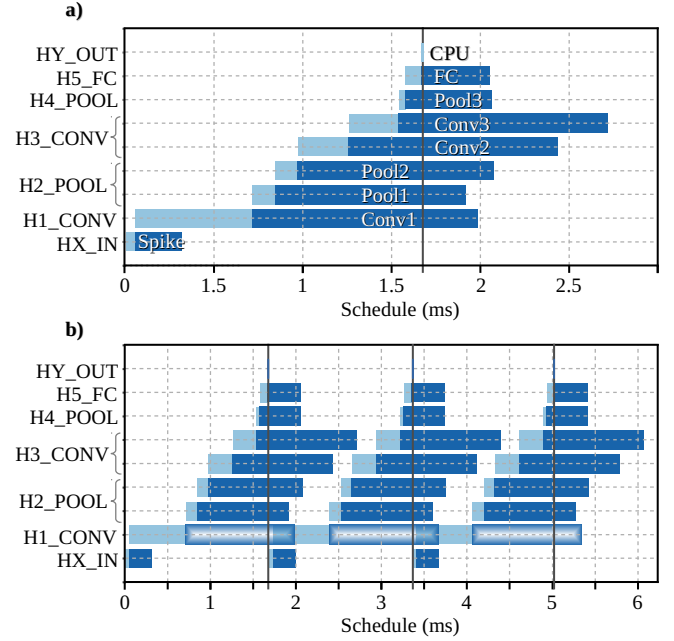 a)
HY_OUT
CPU
H5_FC
FC
H4_POOL
Pool3
H3_CONV
Conv3
Conv2
H2_POOL
Pool2
Pool1
H1_CONV
Conv1
HX_IN
Spike
0 1.5 1 1.5 2 2.5
Schedule (ms)
b)
HY_OUT
H5_FC
H4_POOL
H3_CONV
H2_POOL
H1_CONV
HX_IN
0 1 2 3 4 5 6
Schedule (ms)